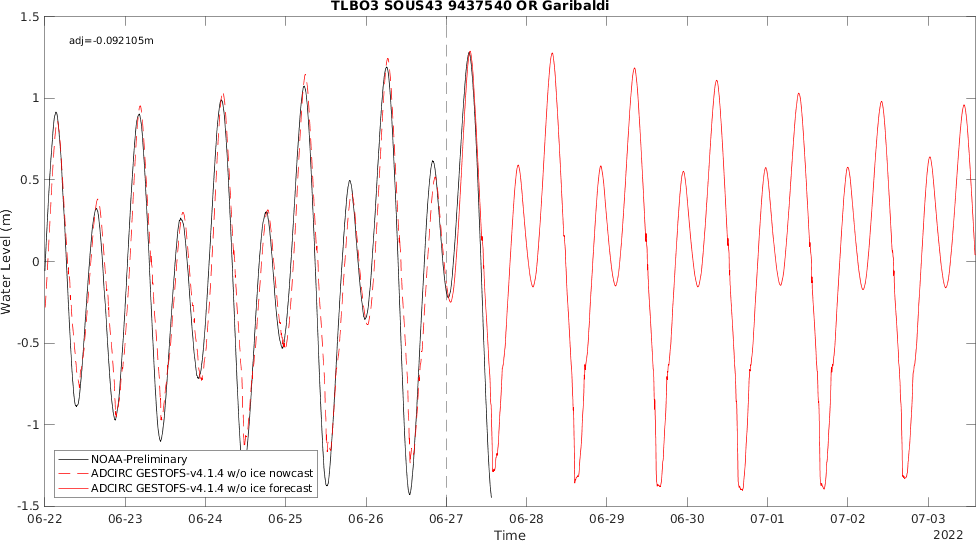 TLBO3 SOUS43 9437540 OR Garibaldi
adj=-0.092105m
1.5
1
0.5
0
-0.5
-1
-1.5
Water Level (m)
NOAA-Preliminary
ADCIRC GESTOFS-v4.1.4 w/o ice nowcast
ADCIRC GESTOFS-v4.1.4 w/o ice forecast
06-22 06-23 06-24 06-25 06-26 06-27 06-28 06-29 06-30 07-01 07-02 07-03
Time
2022